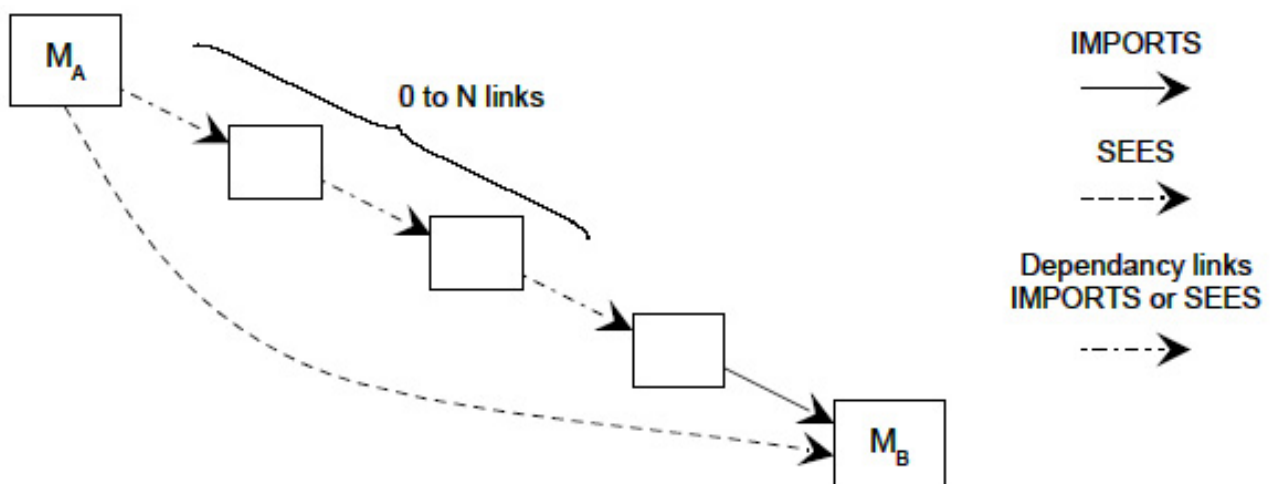 M_A
0 to N links
M_B
IMPORTS
SEES
Dependancy links
IMPORTS or SEES